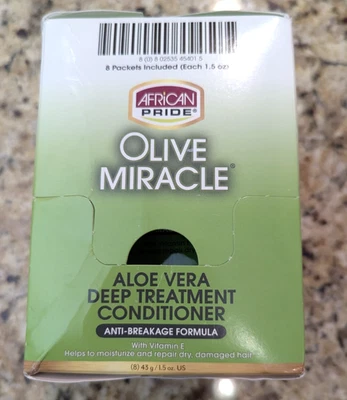 8 Packets Included (Each 1.5 oz)
AFRICAN
PRIDE®
OLIVE
MIRACLE®
ALOE VERA
DEEP TREATMENT
CONDITIONER
ANTI-BREAKAGE FORMULA
With Vitamin E
Helps to moisturize and repair dry, damaged hair
(8) 43 g / 1.5 oz. US